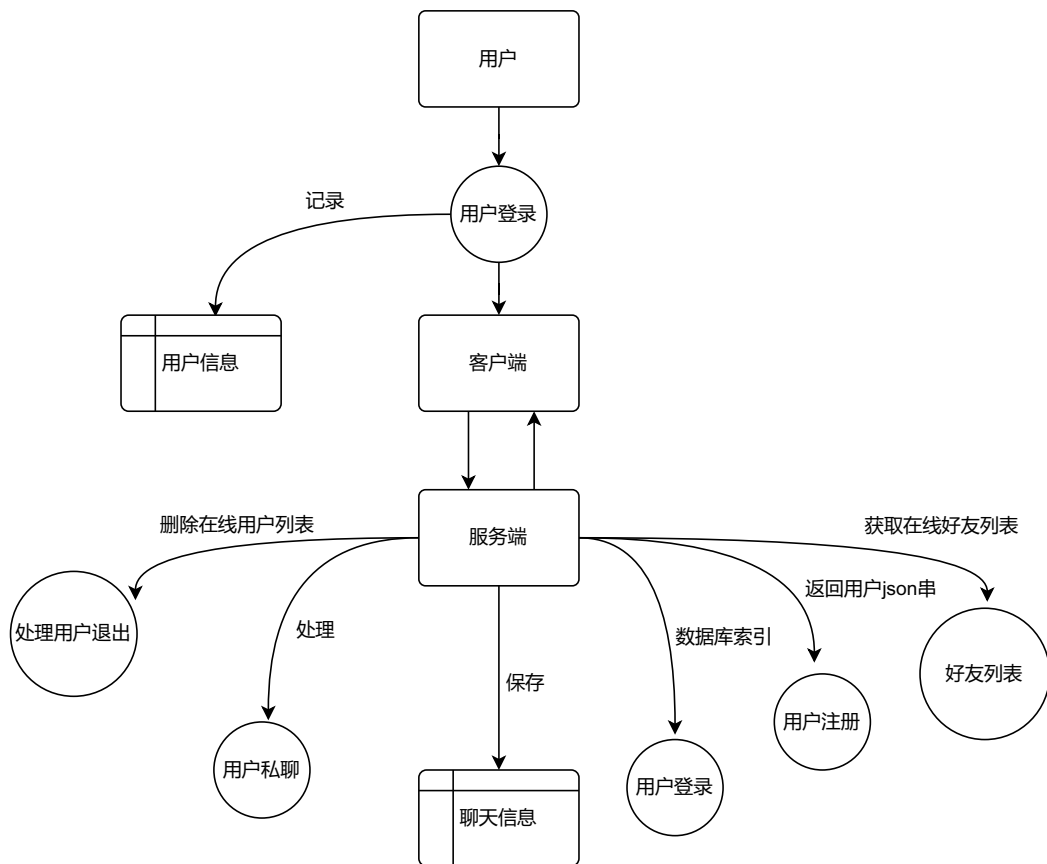 用户
记录
用户登录
用户信息
客户端
删除在线用户列表
服务端
获取在线好友列表
返回用户json串
处理用户退出
处理
数据库索引
好友列表
保存
用户注册
用户私聊
用户登录
聊天信息